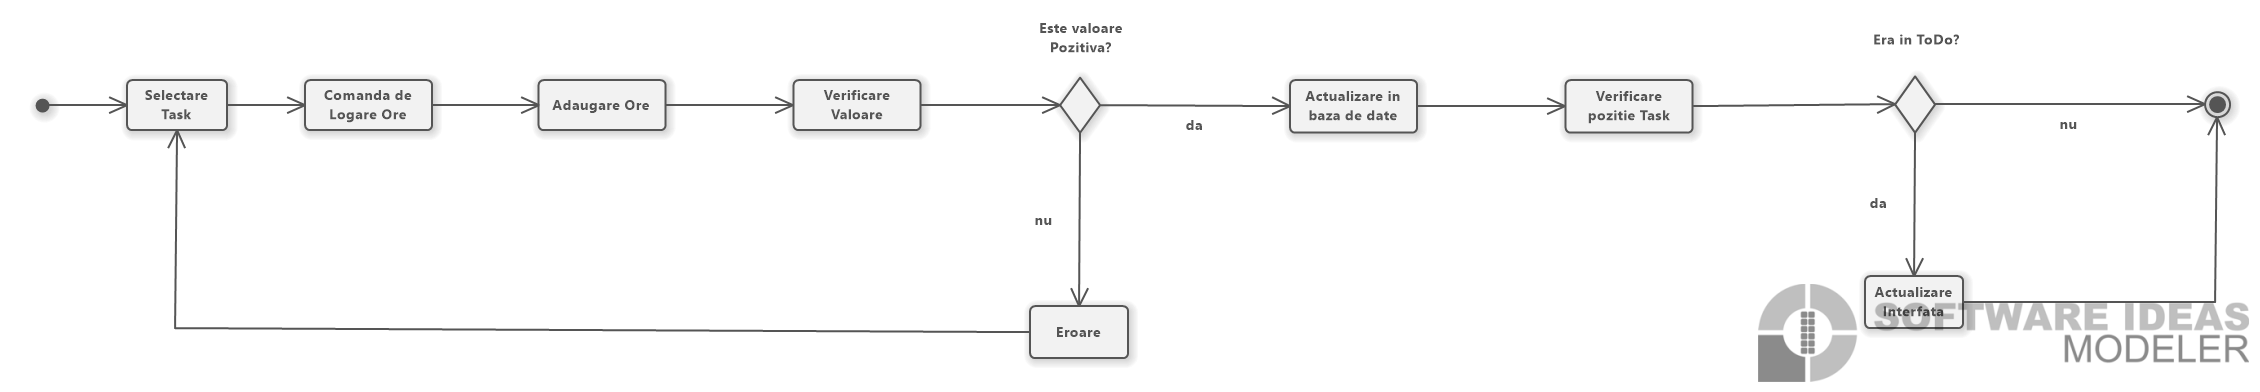 Este valoare
Pozitiva?
Era in ToDo?
Selectare
Task
Comanda de
Logare Ore
Adaugare Ore
Verificare
Valoare
da
Actualizare in
baza de date
Verificare
pozitie Task
nu
nu
da
Eroare
Actualizare
Interfata
SOFTWARE IDEAS
MODELER